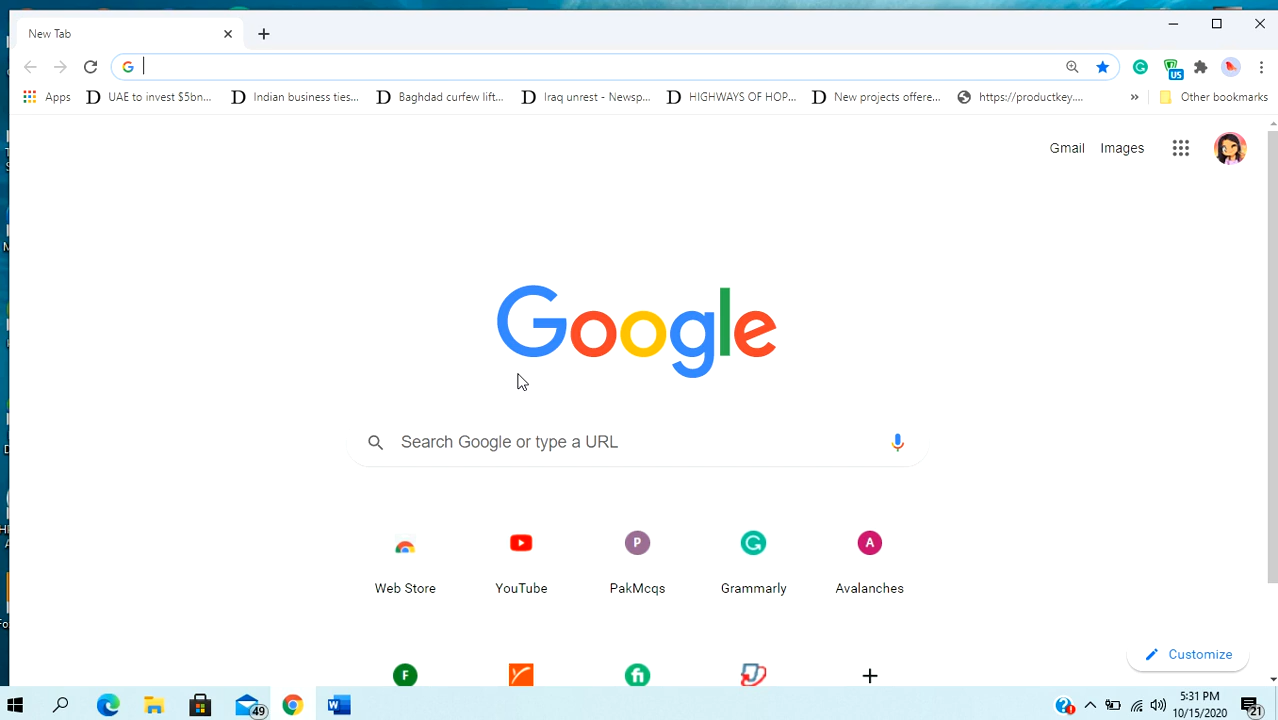 New Tab
US
Apps
UAE to invest $5bn...
Indian business ties...
Baghdad curfew lift...
Iraq unrest - Newsp...
HIGHWAYS OF HOP...
New projects offere...
https://productkey....
»
Other bookmarks
Gmail
Images
Google
Search Google or type a URL
P
A
Web Store
YouTube
PakMcqs
Grammarly
Avalanches
F
Customize
49
5:31 PM
10/15/2020
21